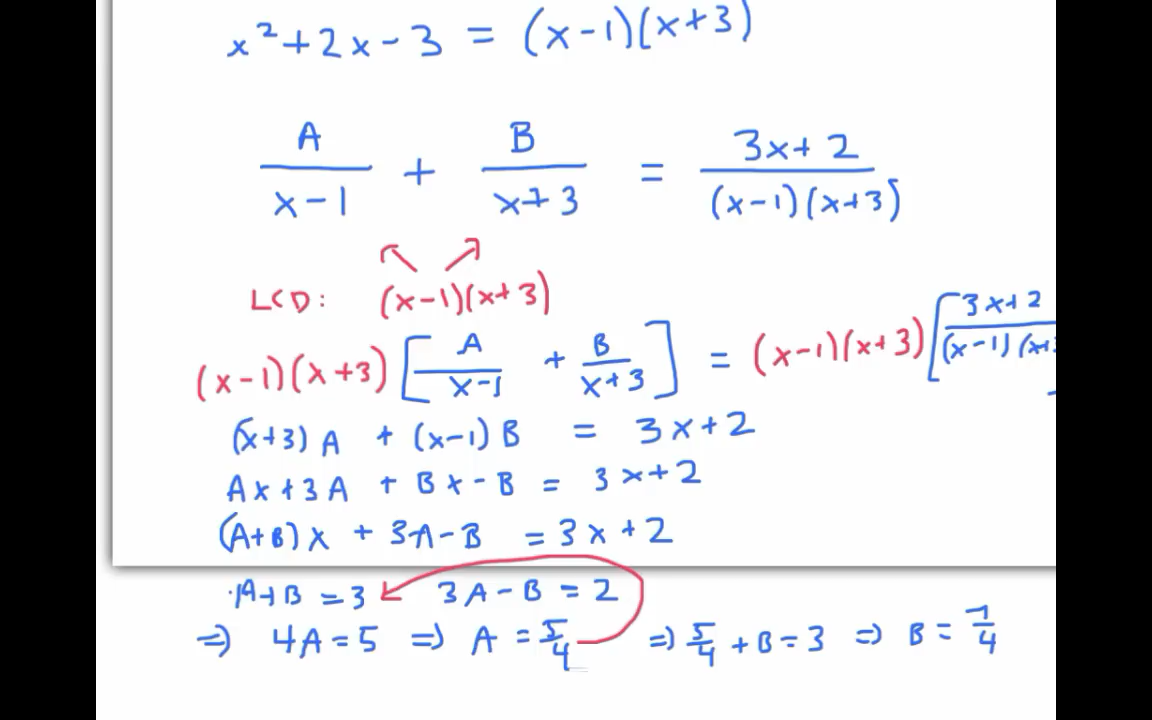 x² + 2x - 3 = (x-1)(x+3)
A/(x-1) + B/(x+3) = (3x+2)/((x-1)(x+3))
LCD: (x-1)(x+3)
(x-1)(x+3) [A/(x-1) + B/(x+3)] = (x-1)(x+3) [(3x+2)/((x-1)(x+
(x+3)A + (x-1)B = 3x+2
Ax+3A + Bx-B = 3x+2
(A+B)x + 3A-B = 3x+2
A+B = 3 3A-B = 2
⇒ 4A = 5 ⇒ A = 5/4 ⇒ 5/4 + B = 3 ⇒ B = 7/4